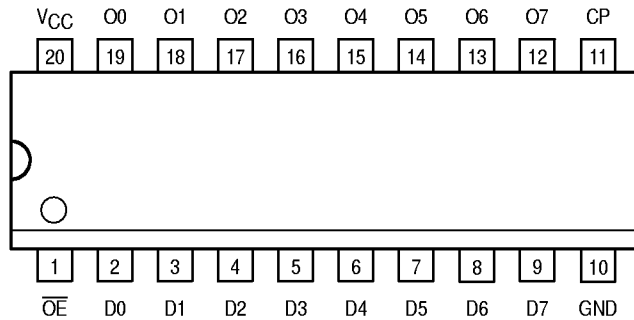 VCC O0 O1 O2 O3 O4 O5 O6 O7 CP
20 19 18 17 16 15 14 13 12 11
1 2 3 4 5 6 7 8 9 10
O̅E̅ D0 D1 D2 D3 D4 D5 D6 D7 GND